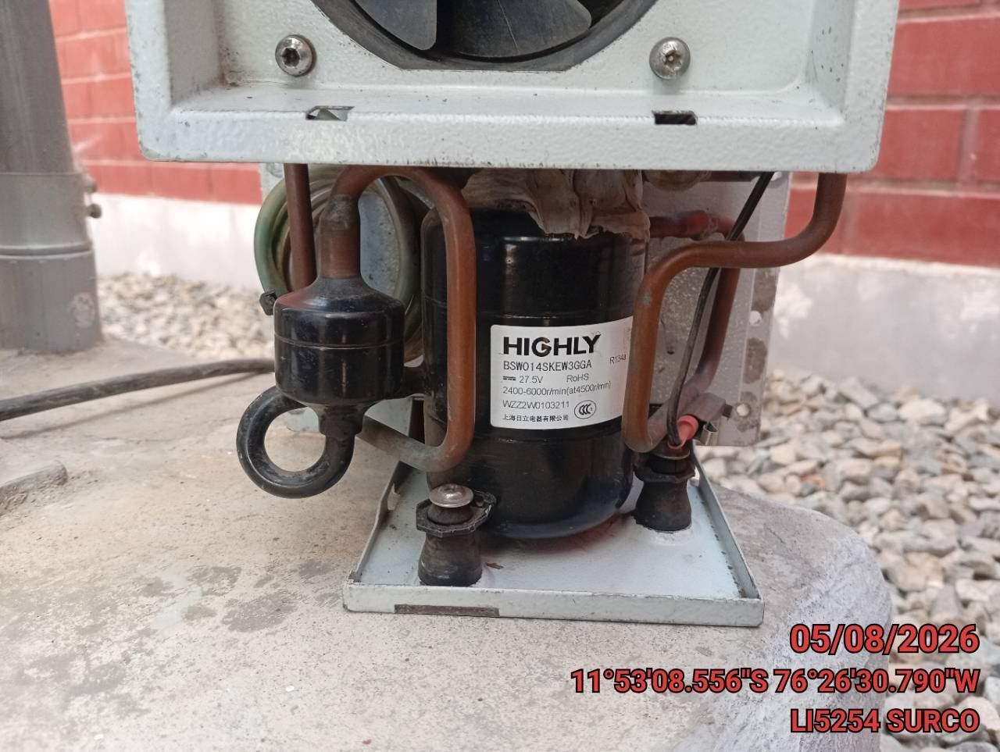 HIGHLY
BSW014SKEW3GGA R134a
27.5V RoHS
2400-6000r/min(at4500r/min)
WZZ2W0103211
CCC
上海日立电器有限公司
05/08/2026
11°53'08.556"S 76°26'30.790"W
LI5254 SURCO